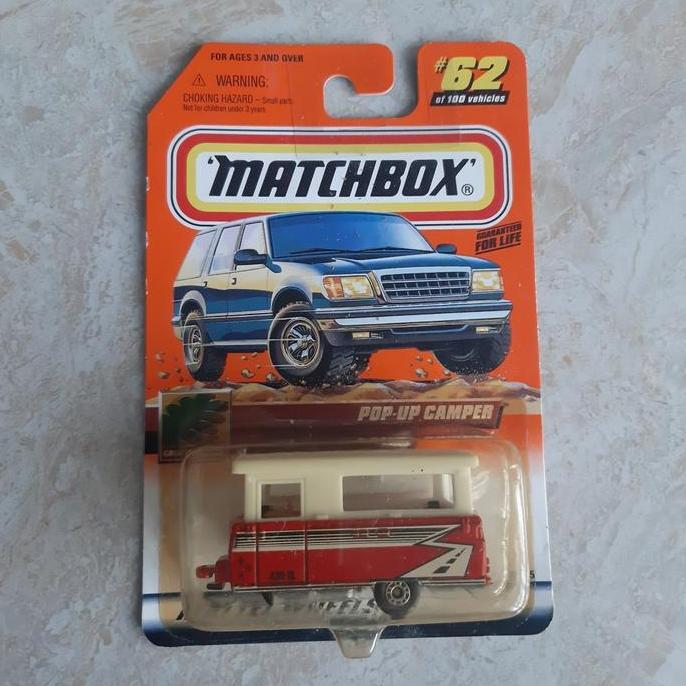 FOR AGES 3 AND OVER
⚠ WARNING:
CHOKING HAZARD – Small parts.
Not for children under 3 years.
#62
of 100 vehicles
'MATCHBOX' ®
GUARANTEED
FOR LIFE
POP-UP CAMPER